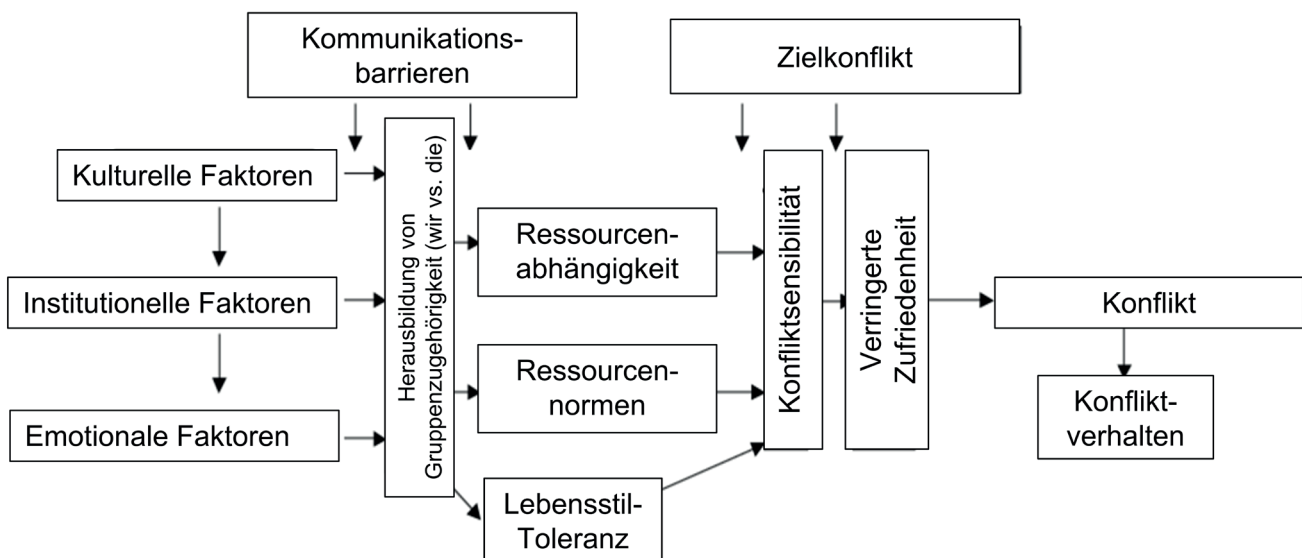 Kommunikations-
barrieren
Zielkonflikt
Kulturelle Faktoren
Institutionelle Faktoren
Emotionale Faktoren
Herausbildung von
Gruppenzugehörigkeit (wir vs. die)
Ressourcen-
abhängigkeit
Ressourcen-
normen
Lebensstil-
Toleranz
Konfliktsensibilität
Verringerte
Zufriedenheit
Konflikt
Konflikt-
verhalten